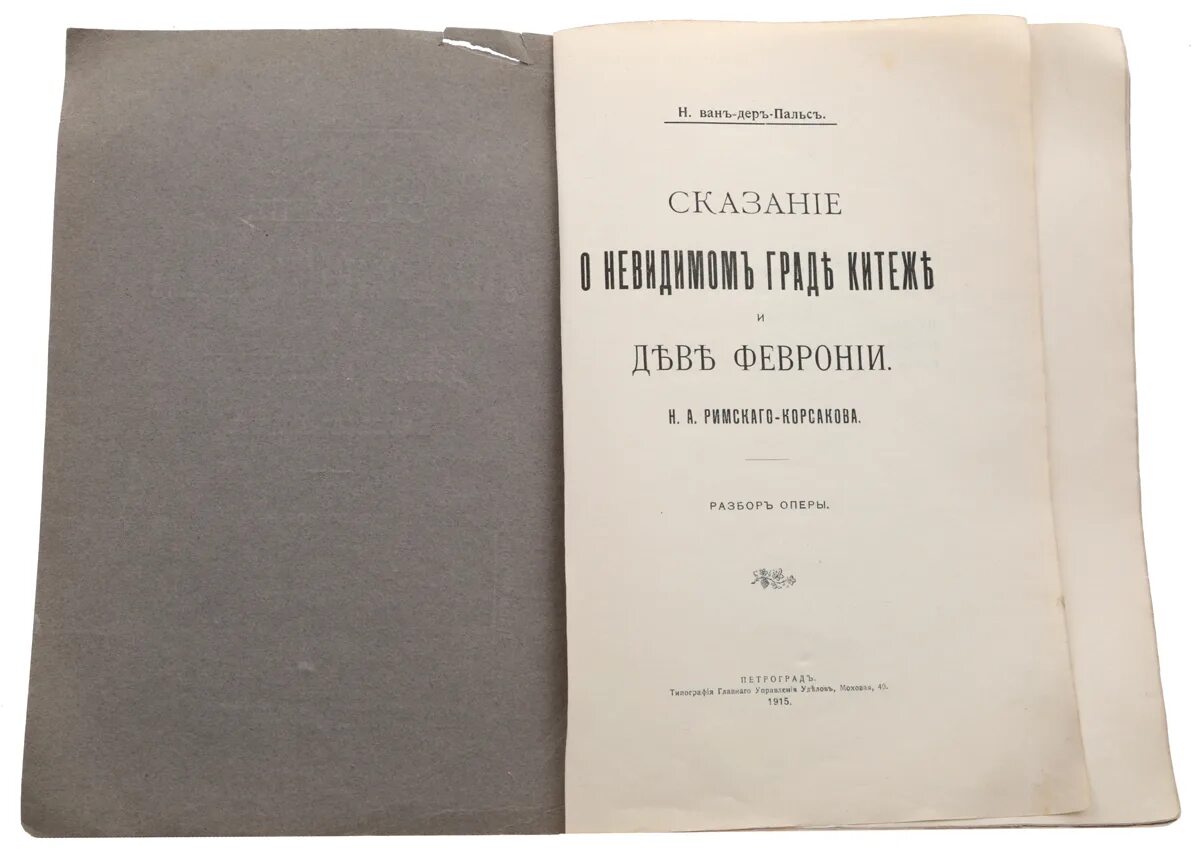 Н. ванъ-деръ-Пальсъ.
СКАЗАНІЕ
О НЕВИДИМОМЪ ГРАДѢ КИТЕЖѢ
И
ДѢВѢ ФЕВРОНІИ.
Н. А. РИМСКАГО-КОРСАКОВА.
РАЗБОРЪ ОПЕРЫ.
ПЕТРОГРАДЪ.
Типографія Главнаго Управленія Удѣловъ, Моховая, 40.
1915.